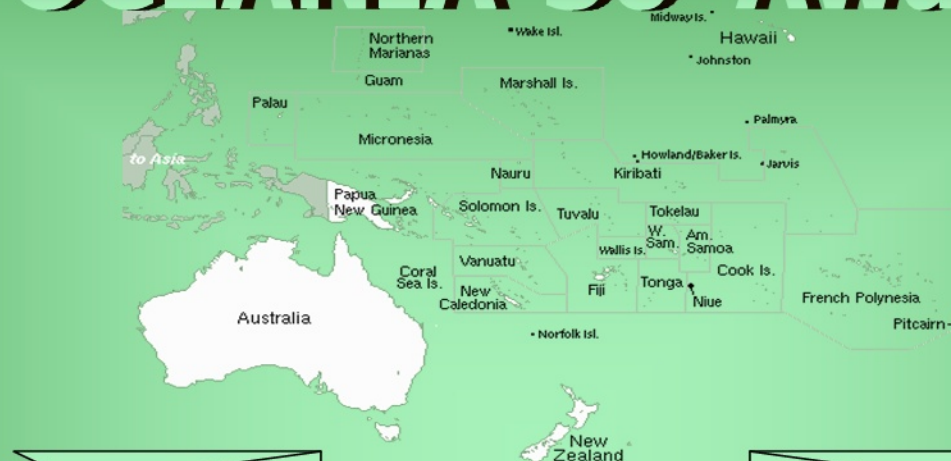 Midway Is.
Wake Isl.
Hawaii
Northern
Marianas
Johnston
Guam
Marshall Is.
Palau
Palmyra
Micronesia
to Asia
Howland/Baker Is.
Jarvis
Nauru
Kiribati
Papua
New Guinea
Solomon Is.
Tuvalu
Tokelau
W.
Sam.
Am.
Samoa
Wallis Is.
Vanuatu
Coral
Sea Is.
Cook Is.
Tonga
Fiji
New
Caledonia
Niue
French Polynesia
Australia
Pitcairn
Norfolk Isl.
New
Zealand